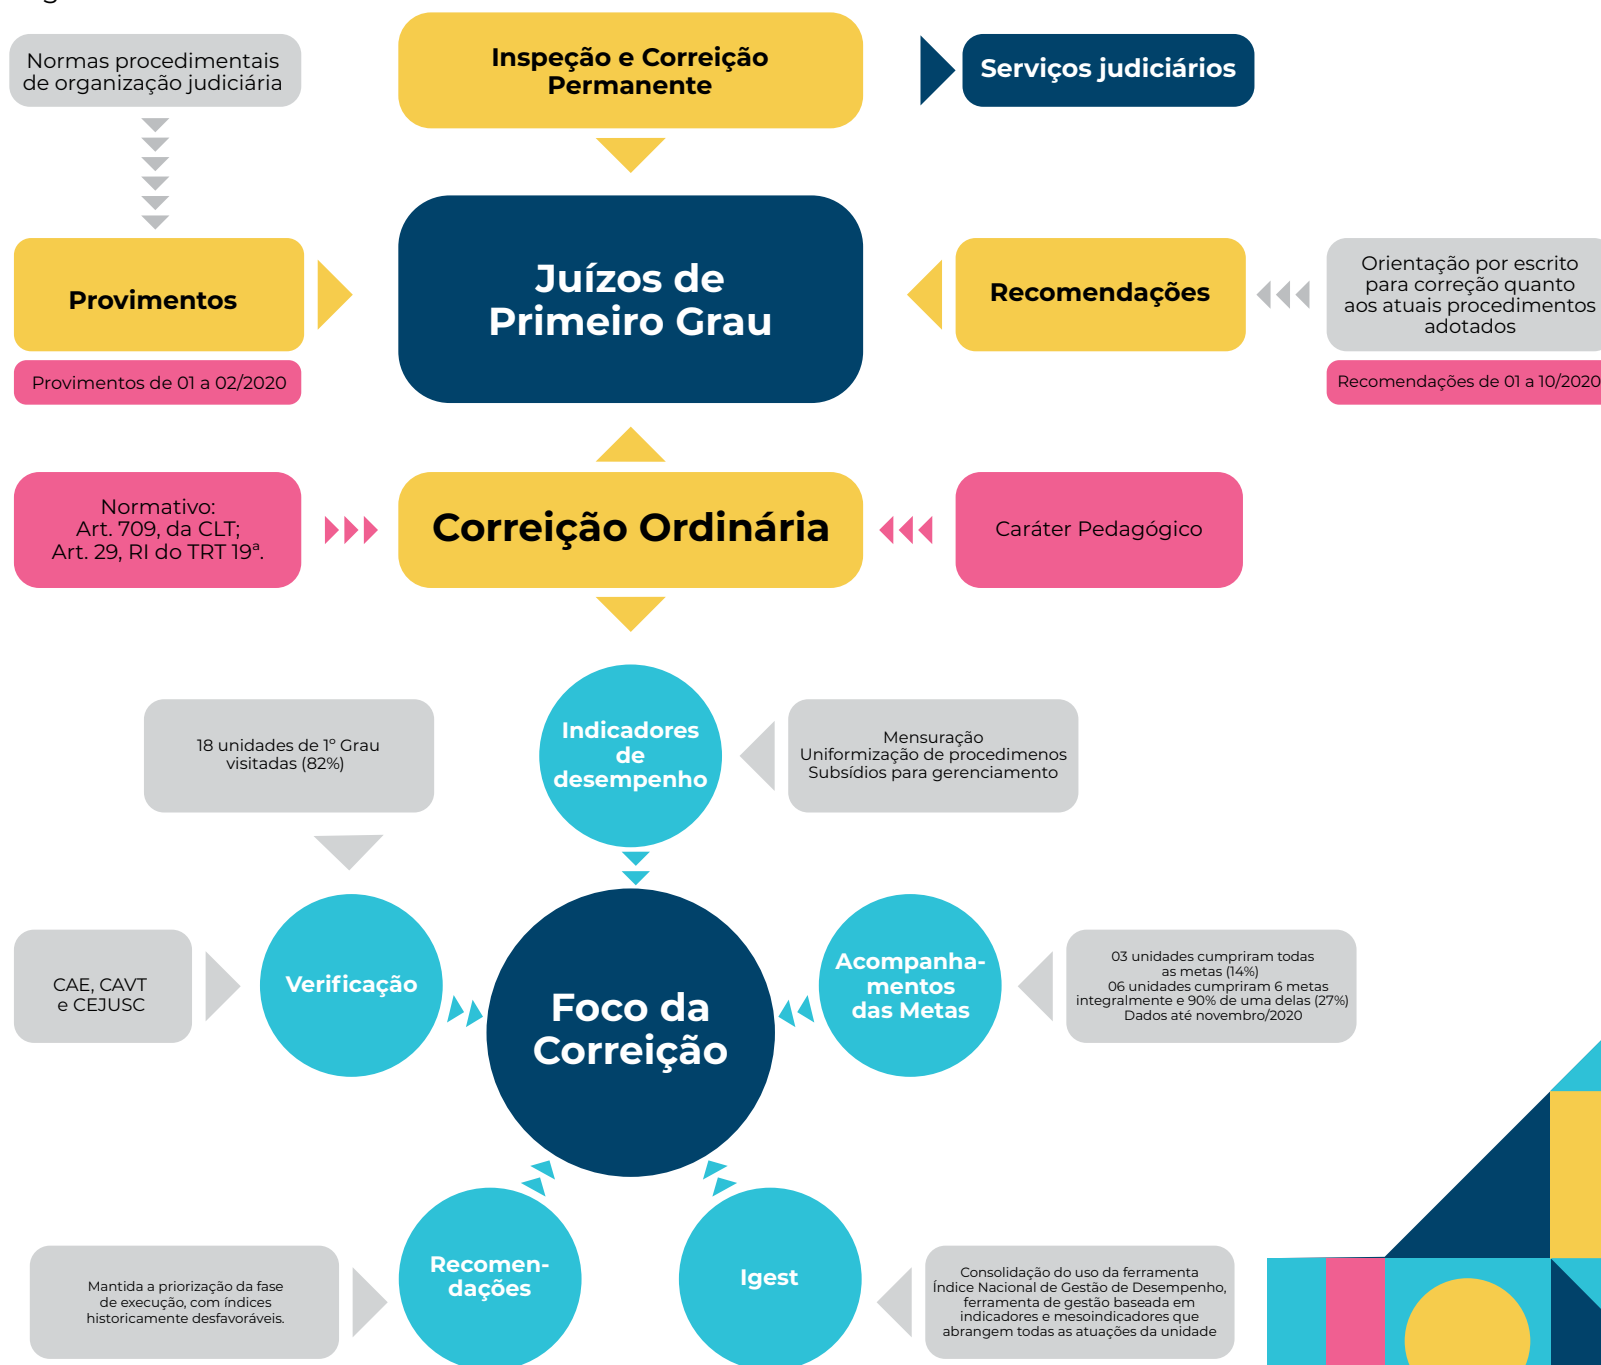 Normas procedimentais
de organização judiciária
Inspeção e Correição
Permanente
Serviços judiciários
Provimentos
Provimentos de 01 a 02/2020
Juízos de
Primeiro Grau
Recomendações
Orientação por escrito
para correção quanto
aos atuais procedimentos
adotados
Recomendações de 01 a 10/2020
Normativo:
Art. 709, da CLT;
Art. 29, RI do TRT 19ª.
Correição Ordinária
Caráter Pedagógico
18 unidades de 1º Grau
visitadas (82%)
Indicadores
de
desempenho
Mensuração
Uniformização de procedimenos
Subsídios para gerenciamento
CAE, CAVT
e CEJUSC
Verificação
Foco da
Correição
Acompanha-
mentos
das Metas
03 unidades cumpriram todas
as metas (14%)
06 unidades cumpriram 6 metas
integralmente e 90% de uma delas (27%)
Dados até novembro/2020
Mantida a priorização da fase
de execução, com índices
historicamente desfavoráveis.
Recomen-
dações
Igest
Consolidação do uso da ferramenta
Índice Nacional de Gestão de Desempenho,
ferramenta de gestão baseada em
indicadores e mesoindicadores que
abrangem todas as atuações da unidade